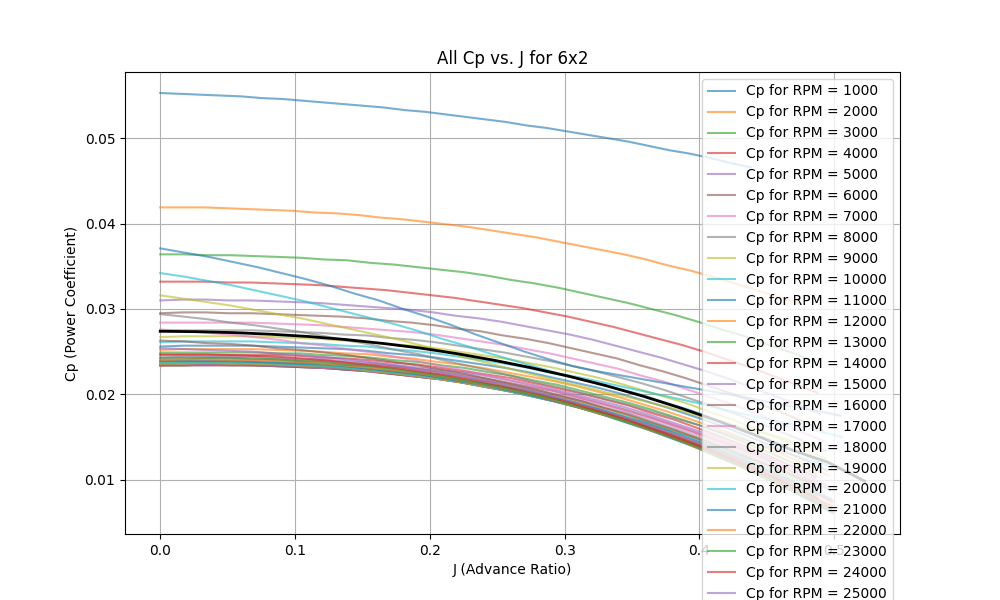 All Cp vs. J for 6x2
Cp (Power Coefficient)
0.05
0.04
0.03
0.02
0.01
0.0
0.1
0.2
0.3
0.4
0.5
J (Advance Ratio)
Cp for RPM = 1000
Cp for RPM = 2000
Cp for RPM = 3000
Cp for RPM = 4000
Cp for RPM = 5000
Cp for RPM = 6000
Cp for RPM = 7000
Cp for RPM = 8000
Cp for RPM = 9000
Cp for RPM = 10000
Cp for RPM = 11000
Cp for RPM = 12000
Cp for RPM = 13000
Cp for RPM = 14000
Cp for RPM = 15000
Cp for RPM = 16000
Cp for RPM = 17000
Cp for RPM = 18000
Cp for RPM = 19000
Cp for RPM = 20000
Cp for RPM = 21000
Cp for RPM = 22000
Cp for RPM = 23000
Cp for RPM = 24000
Cp for RPM = 25000